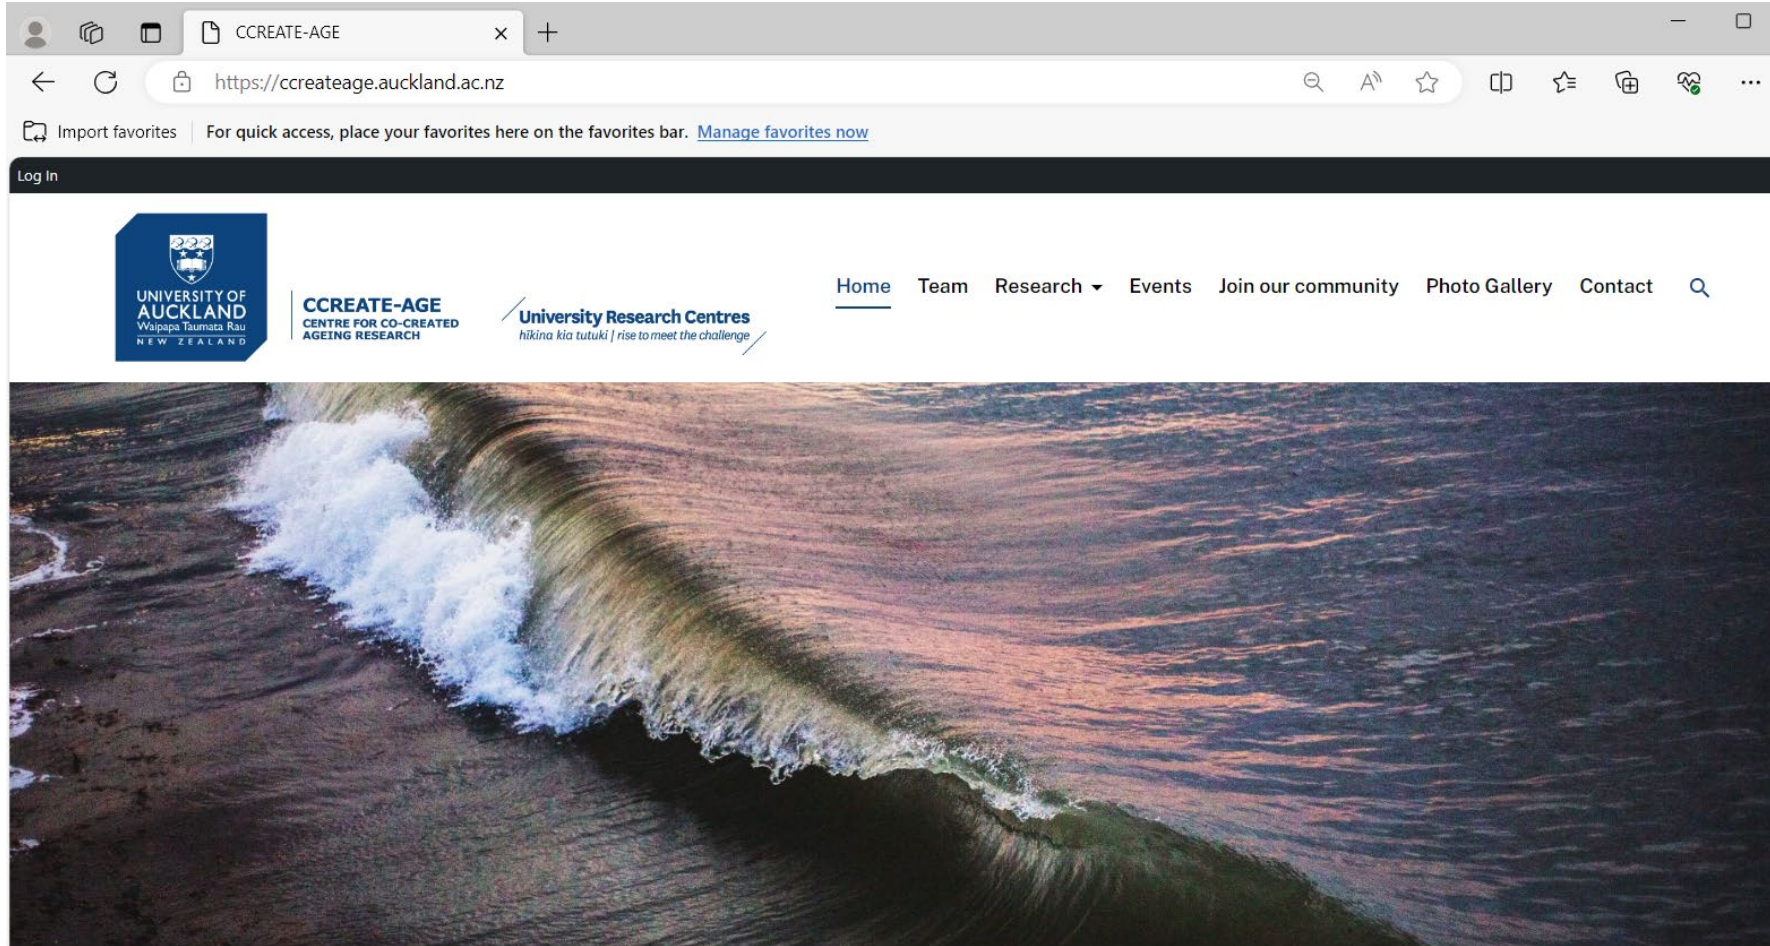 CCREATE-AGE
https://ccreateage.auckland.ac.nz
Import favorites
For quick access, place your favorites here on the favorites bar. Manage favorites now
Log In
UNIVERSITY OF
AUCKLAND
Waipapa Taumata Rau
NEW ZEALAND
CCREATE-AGE
CENTRE FOR CO-CREATED
AGEING RESEARCH
University Research Centres
hīkina kia tutuki | rise to meet the challenge
Home Team Research Events Join our community Photo Gallery Contact